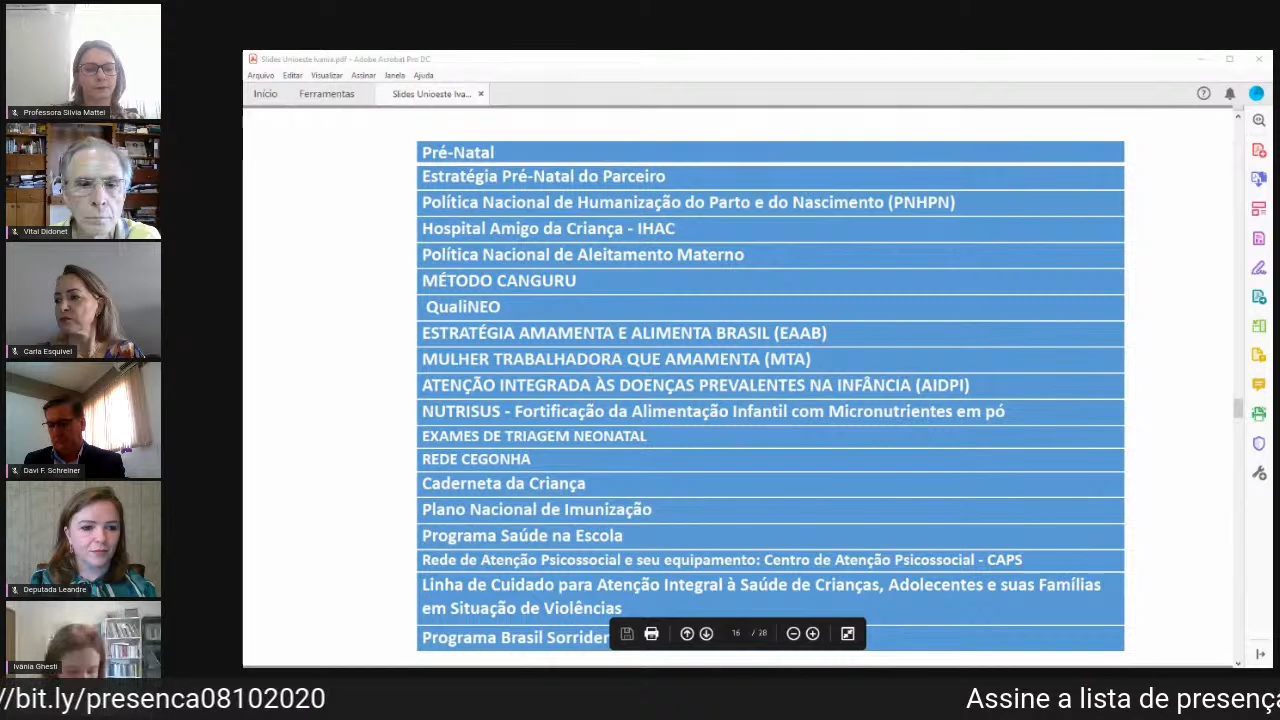 Professora Silvia Mattei
Vital Didonet
Carla Esquivel
Davi F. Schreiner
Deputada Leandre
Ivânia Ghesti
Slides Unioeste Ivania.pdf - Adobe Acrobat Pro DC
Arquivo Editar Visualizar Assinar Janela Ajuda
Início Ferramentas Slides Unioeste Iva... ×
Pré-Natal
Estratégia Pré-Natal do Parceiro
Política Nacional de Humanização do Parto e do Nascimento (PNHPN)
Hospital Amigo da Criança - IHAC
Política Nacional de Aleitamento Materno
MÉTODO CANGURU
QualiNEO
ESTRATÉGIA AMAMENTA E ALIMENTA BRASIL (EAAB)
MULHER TRABALHADORA QUE AMAMENTA (MTA)
ATENÇÃO INTEGRADA ÀS DOENÇAS PREVALENTES NA INFÂNCIA (AIDPI)
NUTRISUS - Fortificação da Alimentação Infantil com Micronutrientes em pó
EXAMES DE TRIAGEM NEONATAL
REDE CEGONHA
Caderneta da Criança
Plano Nacional de Imunização
Programa Saúde na Escola
Rede de Atenção Psicossocial e seu equipamento: Centro de Atenção Psicossocial - CAPS
Linha de Cuidado para Atenção Integral à Saúde de Crianças, Adolecentes e suas Famílias
em Situação de Violências
Programa Brasil Sorrider
16 / 28
//bit.ly/presenca08102020
Assine a lista de presença